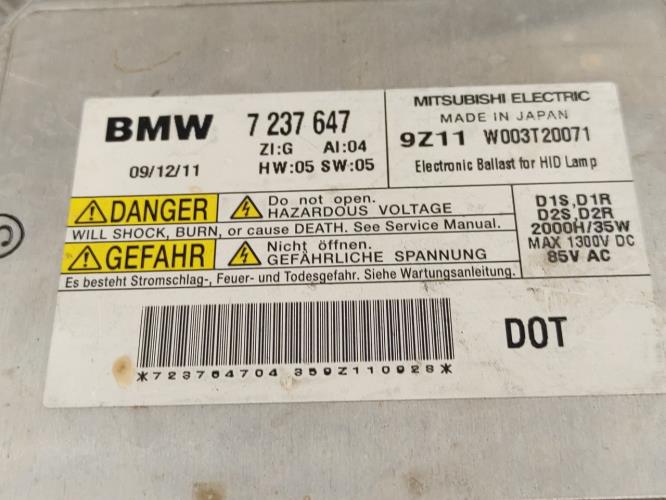 BMW 7 237 647
ZI:G AI:04
09/12/11 HW:05 SW:05
MITSUBISHI ELECTRIC
MADE IN JAPAN
9Z11 W003T20071
Electronic Ballast for HID Lamp
DANGER Do not open.
HAZARDOUS VOLTAGE
WILL SHOCK, BURN, or cause DEATH. See Service Manual.
GEFAHR Nicht öffnen.
GEFÄHRLICHE SPANNUNG
Es besteht Stromschlag-, Feuer- und Todesgefahr. Siehe Wartungsanleitung.
D1S, D1R
D2S, D2R
2000H/35W
MAX 1300V DC
85V AC
DOT
*723764704 359Z110928*